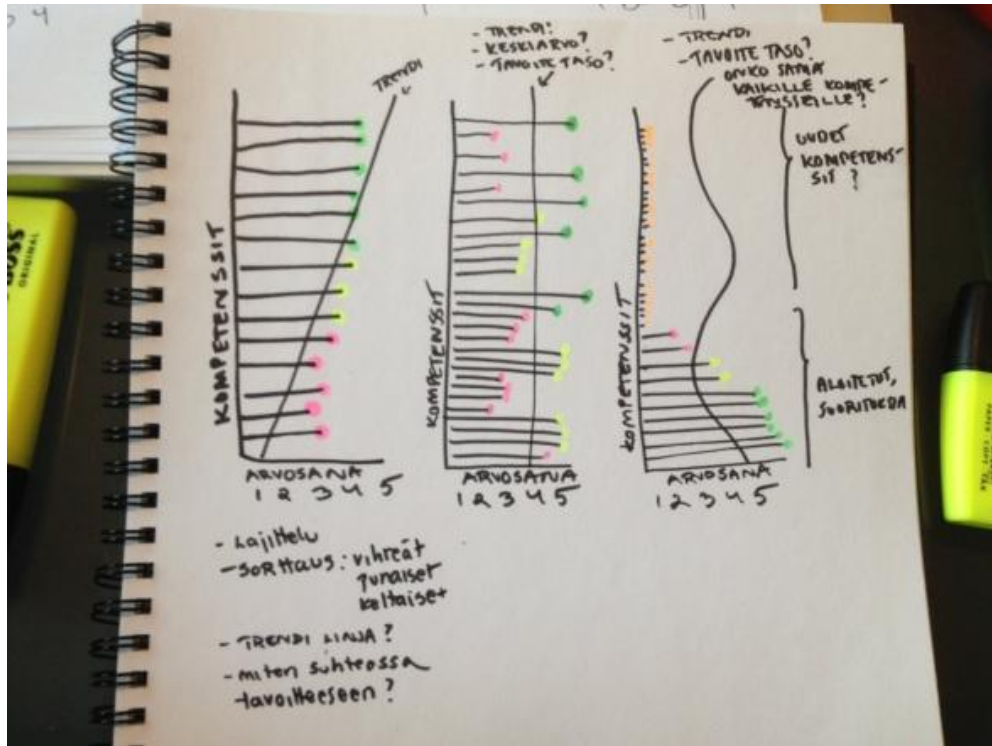 TRENDI
KOMPETENSSIT
ARVOSANA
1 2 3 4 5
- TRENDI?
- KESKIARVO?
- TAVOITE TASO?
KOMPETENSSIT
ARVOSANA
1 2 3 4 5
- TRENDI
- TAVOITE TASO?
ONKO SAMA
KAIKILLE KOMPE-
TENSSEILLE?
UUDET
KOMPETENS-
SIT?
KOMPETENSSIT
ALOITETUT,
ARVOSANA
1 2 3 4 5
- Lajittelu
- SORTTAUS: vihreät
punaiset
keltaiset
- TRENDI LINJA?
- miten suhteessa
tavoitteeseen?
BOSS
ORIGINAL